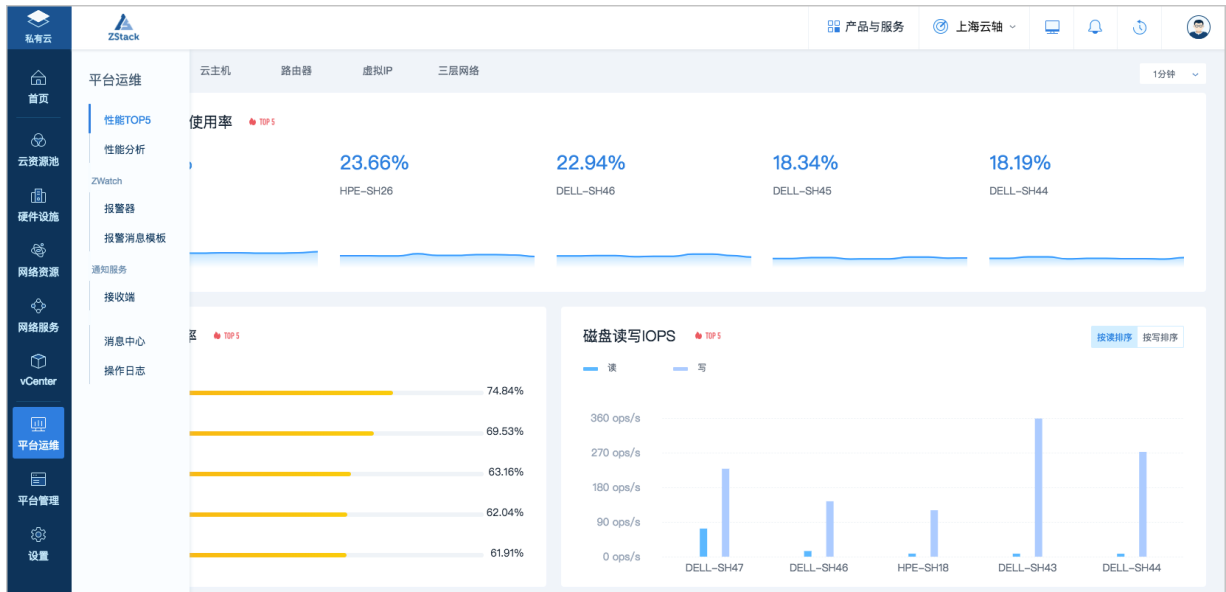 私有云
ZStack
产品与服务
上海云轴
首页
云资源池
硬件设施
网络资源
网络服务
vCenter
平台运维
平台管理
设置
平台运维
性能TOP5
性能分析
ZWatch
报警器
报警消息模板
通知服务
接收端
消息中心
操作日志
云主机 路由器 虚拟IP 三层网络
1分钟
使用率 TOP 5
23.66% 22.94% 18.34% 18.19%
HPE-SH26 DELL-SH46 DELL-SH45 DELL-SH44
TOP 5
74.84%
69.53%
63.16%
62.04%
61.91%
磁盘读写IOPS TOP 5
按读排序 按写排序
读 写
360 ops/s
270 ops/s
180 ops/s
90 ops/s
0 ops/s
DELL-SH47 DELL-SH46 HPE-SH18 DELL-SH43 DELL-SH44